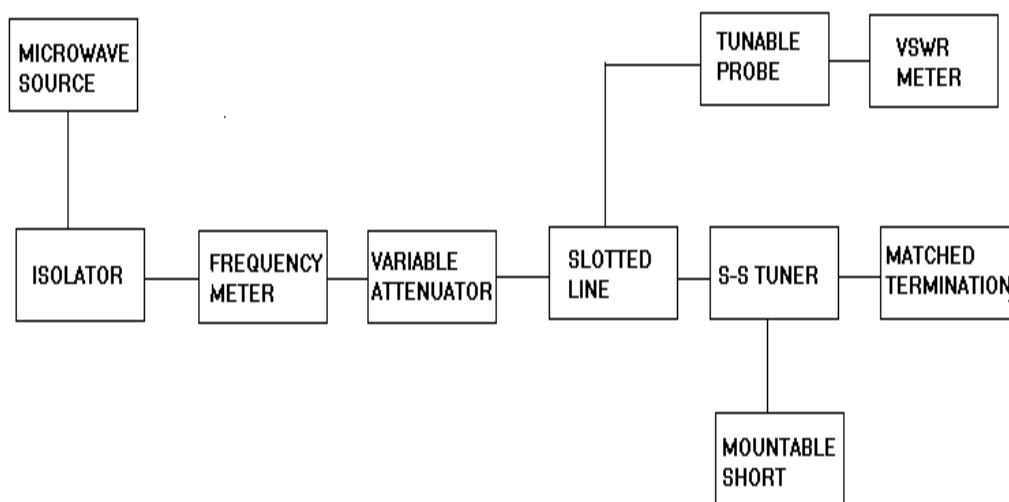 MICROWAVE
SOURCE
TUNABLE
PROBE
VSWR
METER
ISOLATOR
FREQUENCY
METER
VARIABLE
ATTENUATOR
SLOTTED
LINE
S-S TUNER
MATCHED
TERMINATION
MOUNTABLE
SHORT